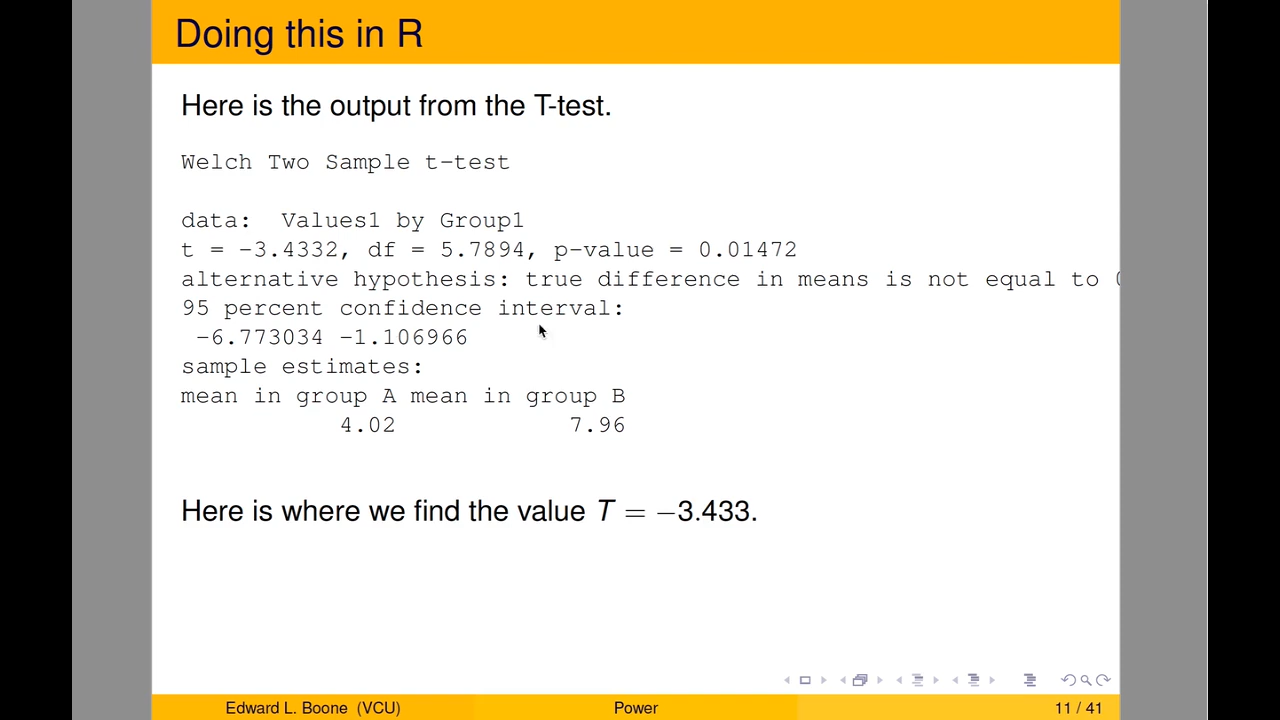 Doing this in R
Here is the output from the T-test.
Welch Two Sample t-test
data:  Values1 by Group1
t = -3.4332, df = 5.7894, p-value = 0.01472
alternative hypothesis: true difference in means is not equal to
95 percent confidence interval:
-6.773034 -1.106966
sample estimates:
mean in group A mean in group B
4.02 7.96
Here is where we find the value T = −3.433.
Edward L. Boone (VCU) Power 11 / 41